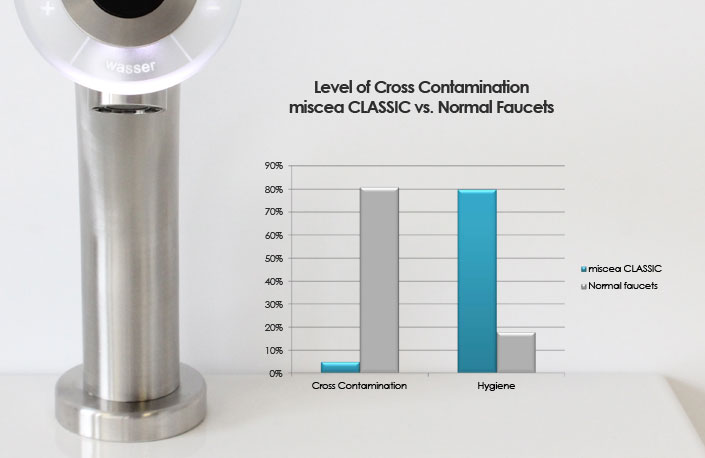 + −
wasser
Level of Cross Contamination
miscea CLASSIC vs. Normal Faucets
90%
80%
70%
60%
50%
40%
30%
20%
10%
0%
Cross Contamination Hygiene
miscea CLASSIC
Normal faucets